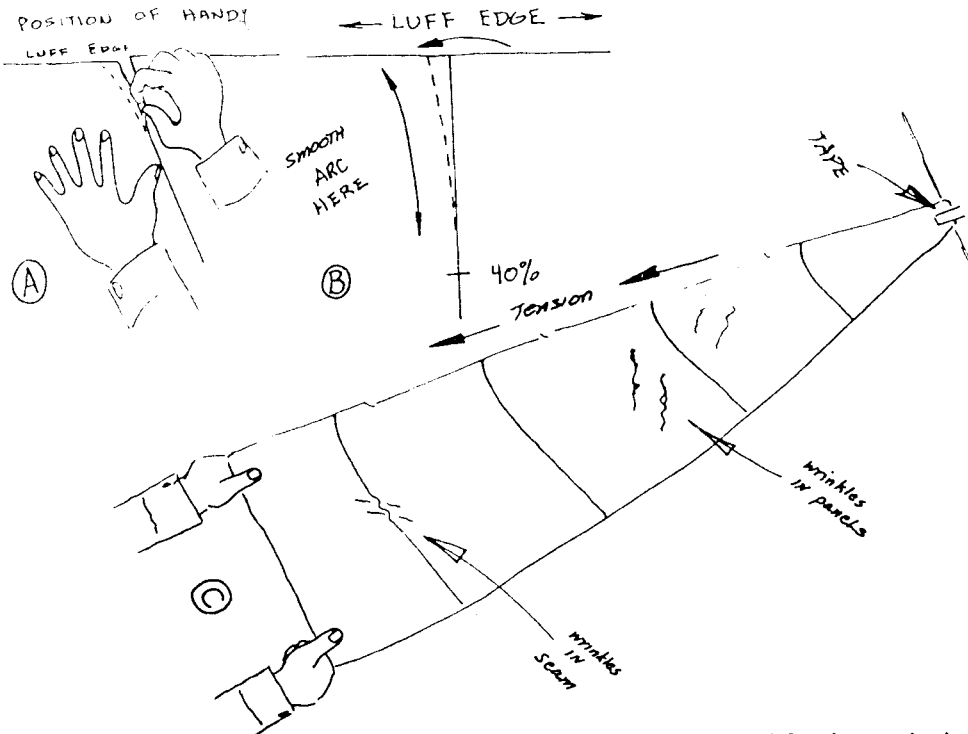 POSITION OF HANDY
LUFF EDGE
LUFF EDGE
SMOOTH
ARC
HERE
A
B
40%
TAPE
TENSION
wrinkles
IN
panels
C
wrinkles
IN
seam